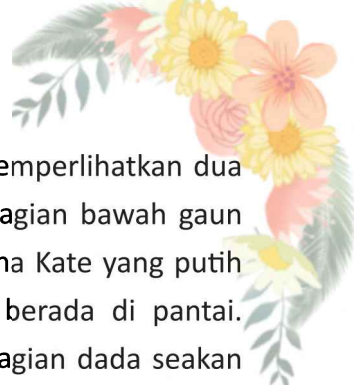 emperlihatkan dua
agian bawah gaun
na Kate yang putih
berada di pantai.
agian dada seakan